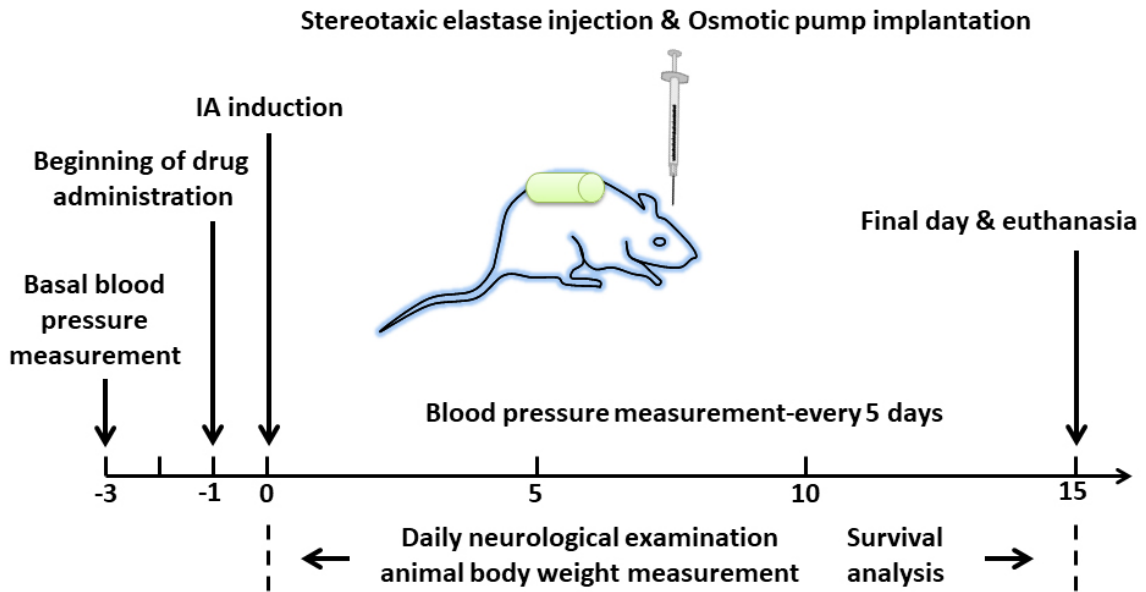 Stereotaxic elastase injection & Osmotic pump implantation
IA induction
Beginning of drug
administration
Basal blood
pressure
measurement
Final day & euthanasia
Blood pressure measurement-every 5 days
-3
-1
0
5
10
15
Daily neurological examination
animal body weight measurement
Survival
analysis